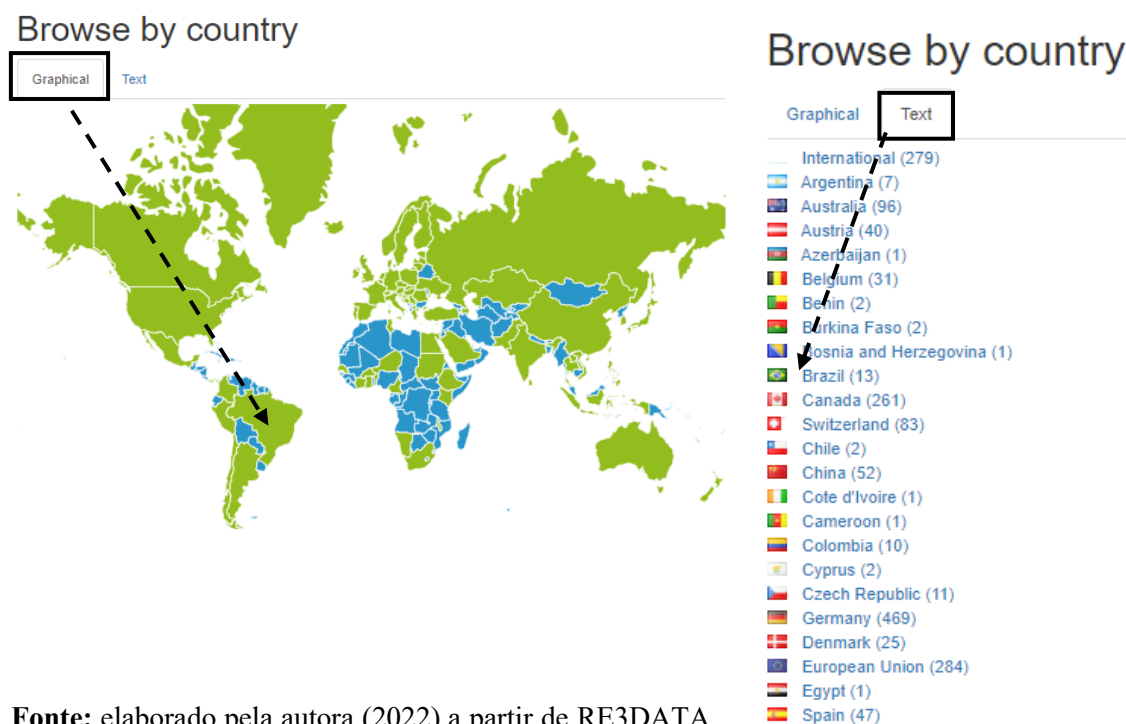 Browse by country
Graphical
Text
Browse by country
Graphical
Text
International (279)
Argentina (7)
Australia (96)
Austria (40)
Azerbaijan (1)
Belgium (31)
Benin (2)
Burkina Faso (2)
Bosnia and Herzegovina (1)
Brazil (13)
Canada (261)
Switzerland (83)
Chile (2)
China (52)
Cote d'Ivoire (1)
Cameroon (1)
Colombia (10)
Cyprus (2)
Czech Republic (11)
Germany (469)
Denmark (25)
European Union (284)
Egypt (1)
Spain (47)
Fonte: elaborado pela autora (2022) a partir de RE3DATA